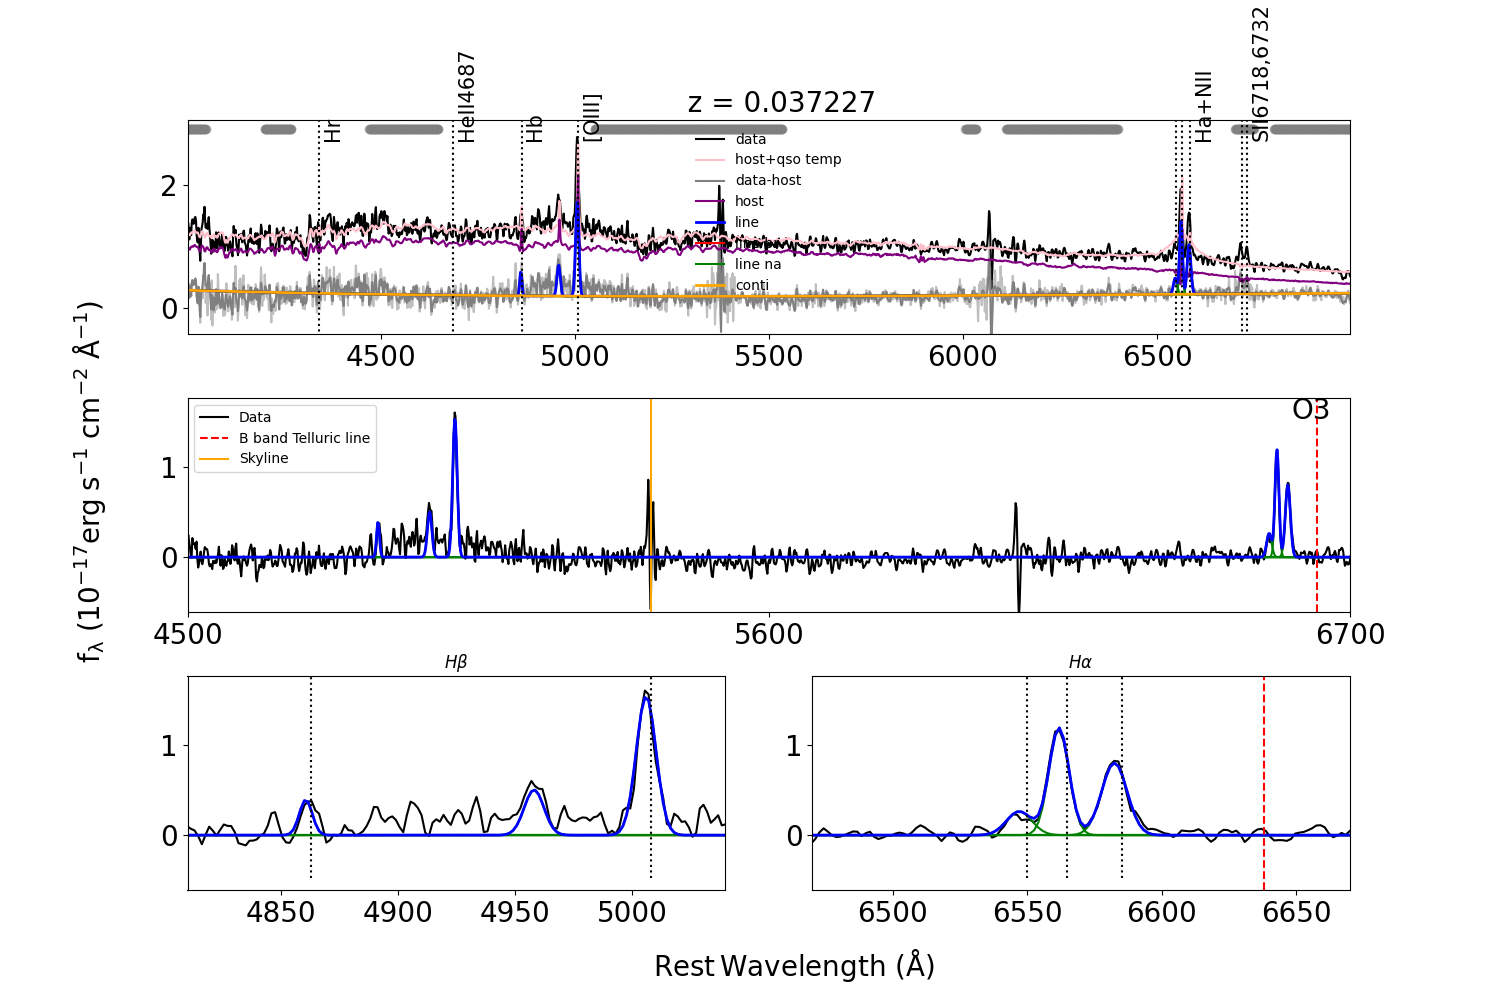 z = 0.037227
Hr
HeII4687
Hb
[OIII]
Ha+NII
SII6718,6732
data
host+qso temp
data-host
host
line
line na
conti
2
1
0
4500 5000 5500 6000 6500
Data
B band Telluric line
Skyline
O3
1
0
4500 5600 6700
fλ (10⁻¹⁷erg s⁻¹ cm⁻² Å⁻¹)
Hβ
1
0
4850 4900 4950 5000
Hα
1
0
6500 6550 6600 6650
Rest Wavelength (Å)